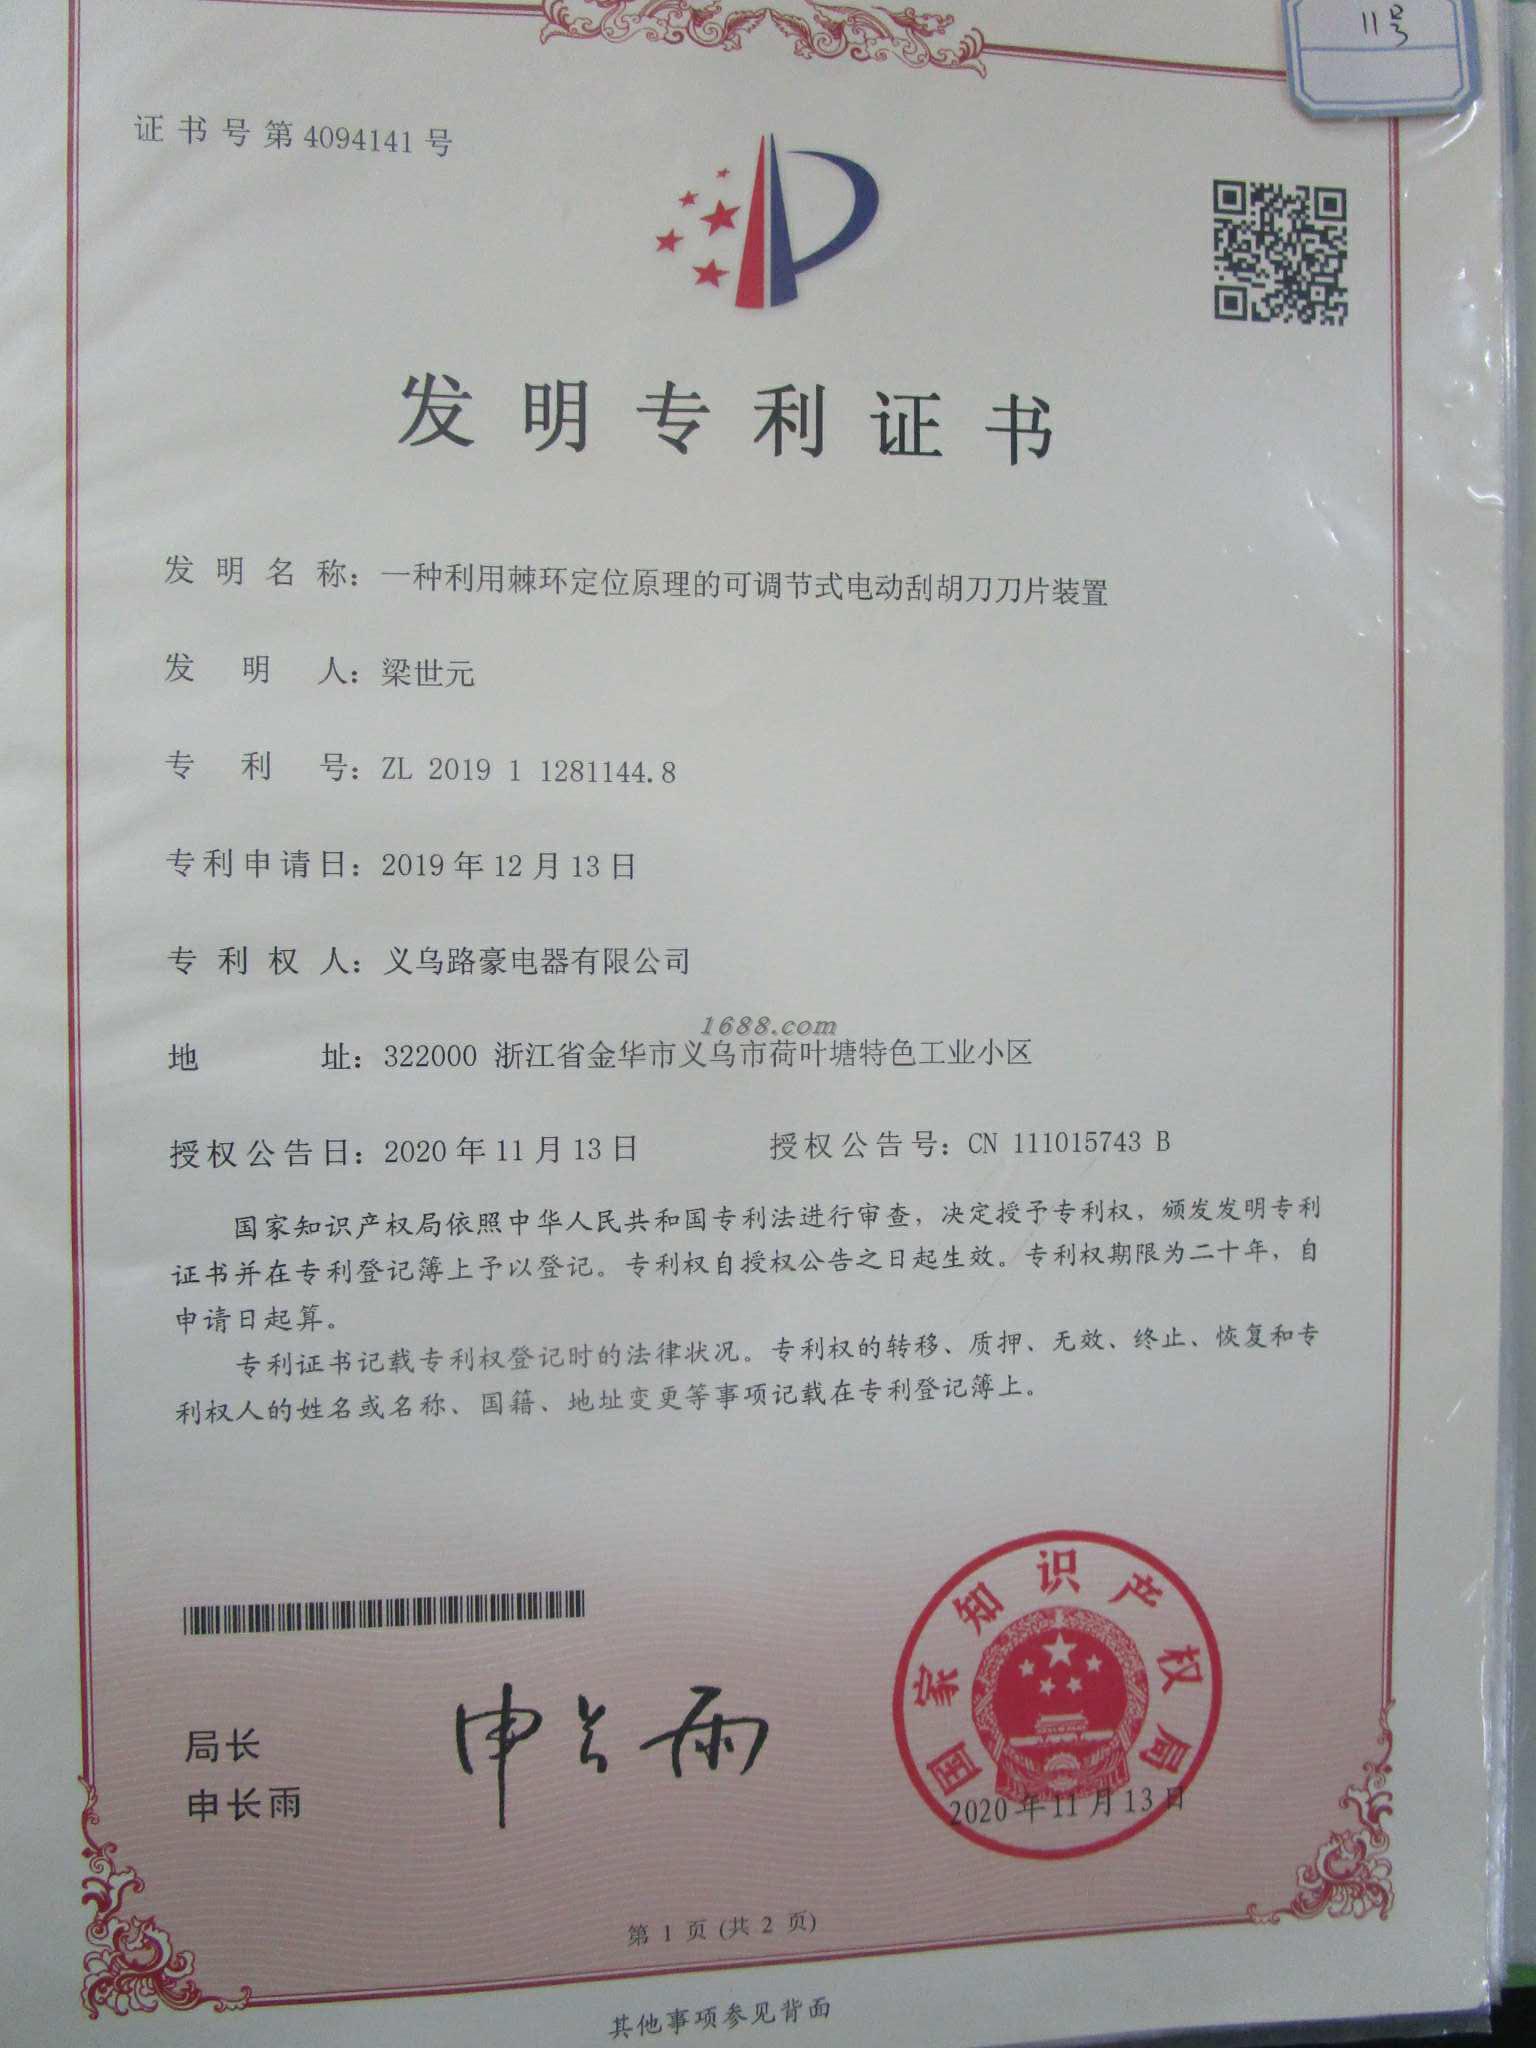 11号
证书号第4094141号
发明专利证书
发明名称：一种利用棘环定位原理的可调节式电动刮胡刀刀片装置
发明人：梁世元
专利号：ZL 2019 1 1281144.8
专利申请日：2019年12月13日
专利权人：义乌路豪电器有限公司
1688.com
地址：322000 浙江省金华市义乌市荷叶塘特色工业小区
授权公告日：2020年11月13日 授权公告号：CN 111015743 B
国家知识产权局依照中华人民共和国专利法进行审查，决定授予专利权，颁发发明专利
证书并在专利登记簿上予以登记。专利权自授权公告之日起生效。专利权期限为二十年，自
申请日起算。
专利证书记载专利权登记时的法律状况。专利权的转移、质押、无效、终止、恢复和专
利权人的姓名或名称、国籍、地址变更等事项记载在专利登记簿上。
国家知识产权局
局长
申长雨
申长雨
2020年11月13日
第 1 页 (共 2 页)
其他事项参见背面